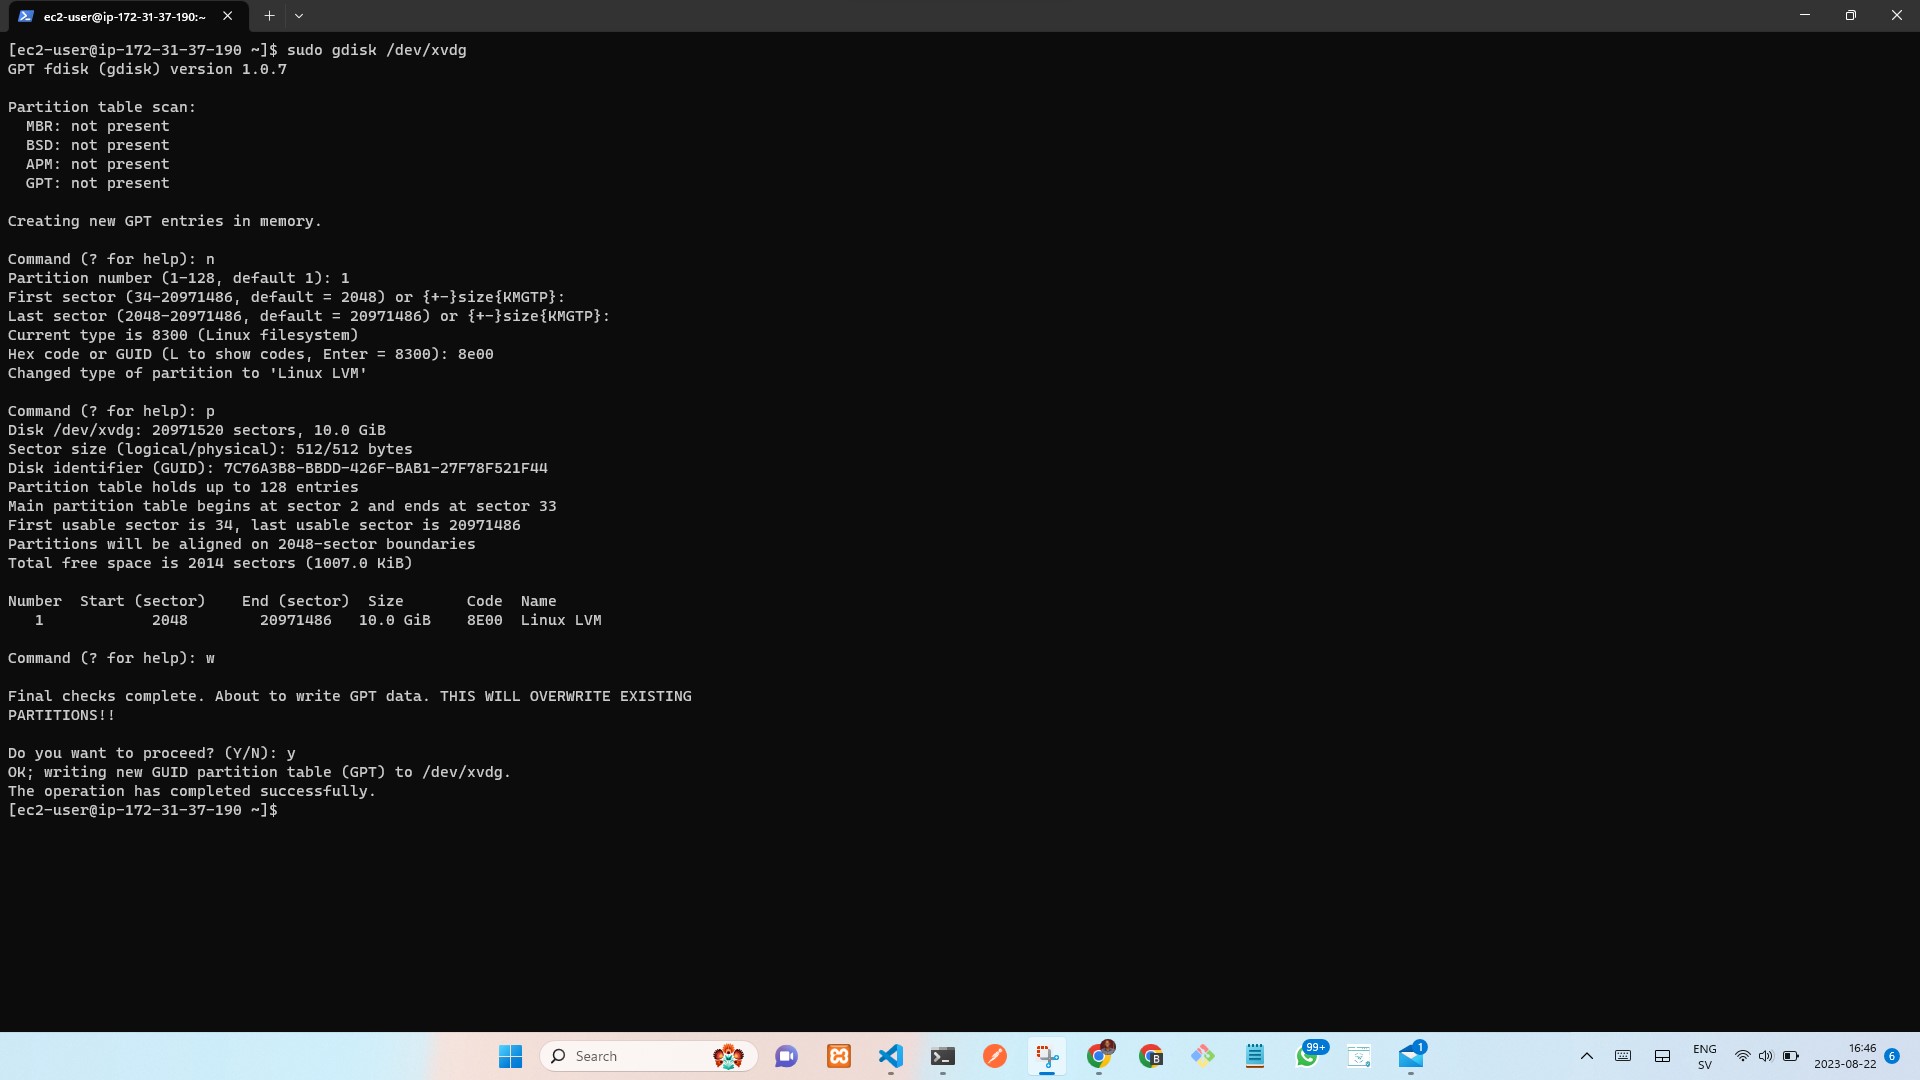 ec2-user@ip-172-31-37-190:~
[ec2-user@ip-172-31-37-190 ~]$ sudo gdisk /dev/xvdg
GPT fdisk (gdisk) version 1.0.7
Partition table scan:
  MBR: not present
  BSD: not present
  APM: not present
  GPT: not present
Creating new GPT entries in memory.
Command (? for help): n
Partition number (1-128, default 1): 1
First sector (34-20971486, default = 2048) or {+-}size{KMGTP}:
Last sector (2048-20971486, default = 20971486) or {+-}size{KMGTP}:
Current type is 8300 (Linux filesystem)
Hex code or GUID (L to show codes, Enter = 8300): 8e00
Changed type of partition to 'Linux LVM'
Command (? for help): p
Disk /dev/xvdg: 20971520 sectors, 10.0 GiB
Sector size (logical/physical): 512/512 bytes
Disk identifier (GUID): 7C76A3B8-BBDD-426F-BAB1-27F78F521F44
Partition table holds up to 128 entries
Main partition table begins at sector 2 and ends at sector 33
First usable sector is 34, last usable sector is 20971486
Partitions will be aligned on 2048-sector boundaries
Total free space is 2014 sectors (1007.0 KiB)
Number  Start (sector)    End (sector)  Size       Code  Name
   1            2048        20971486   10.0 GiB    8E00  Linux LVM
Command (? for help): w
Final checks complete. About to write GPT data. THIS WILL OVERWRITE EXISTING
PARTITIONS!!
Do you want to proceed? (Y/N): y
OK; writing new GUID partition table (GPT) to /dev/xvdg.
The operation has completed successfully.
[ec2-user@ip-172-31-37-190 ~]$
Search
B
99+
1
ENG
SV
16:46
2023-08-22
6